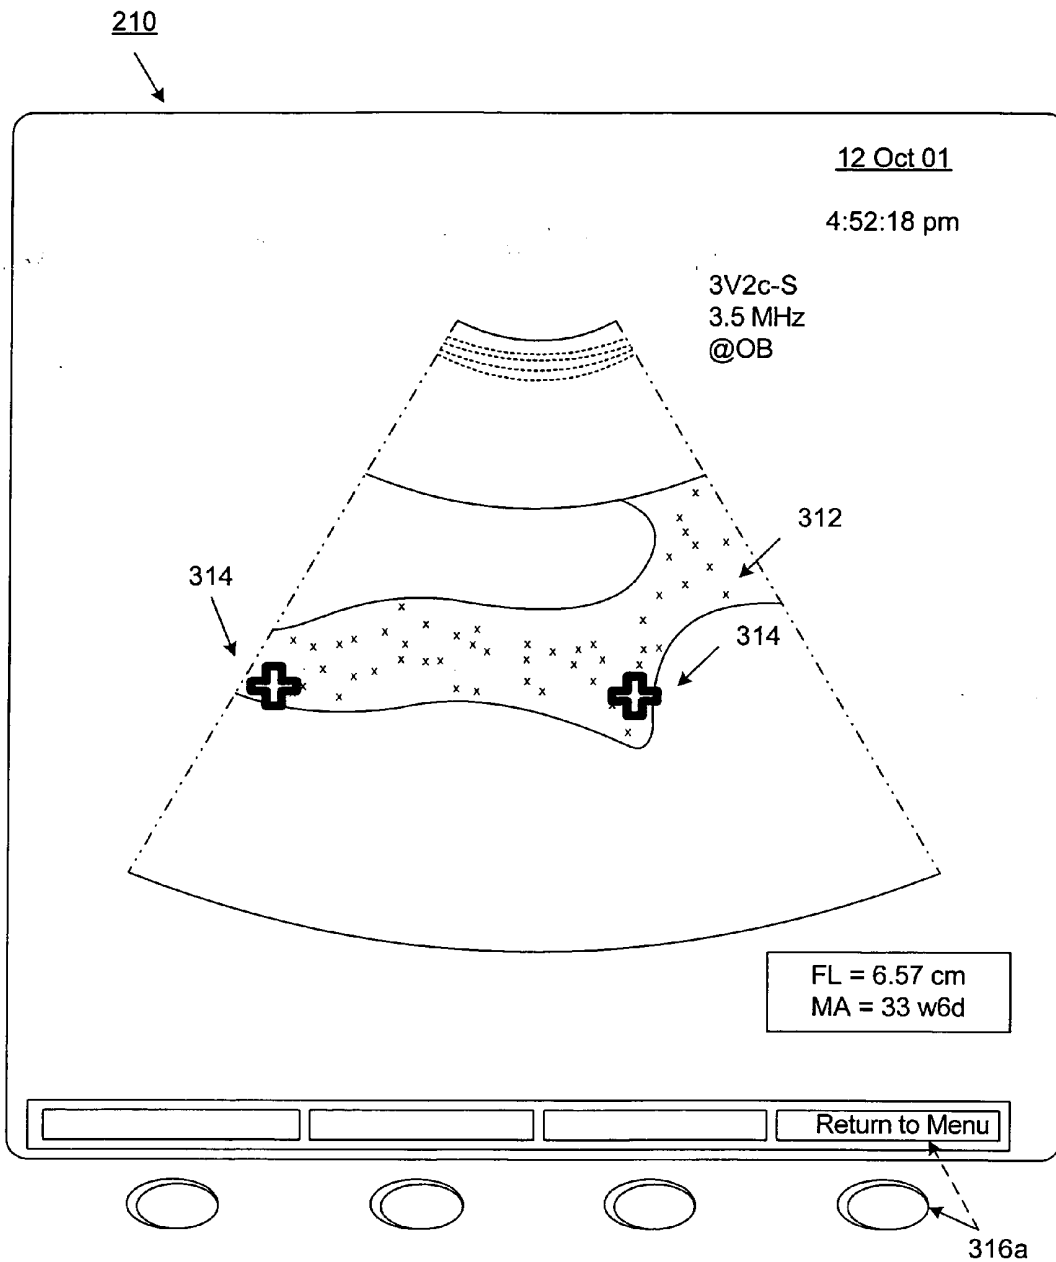 210
12 Oct 01
4:52:18 pm
3V2c-S
3.5 MHz
@OB
312
314
314
FL = 6.57 cm
MA = 33 w6d
Return to Menu
316a